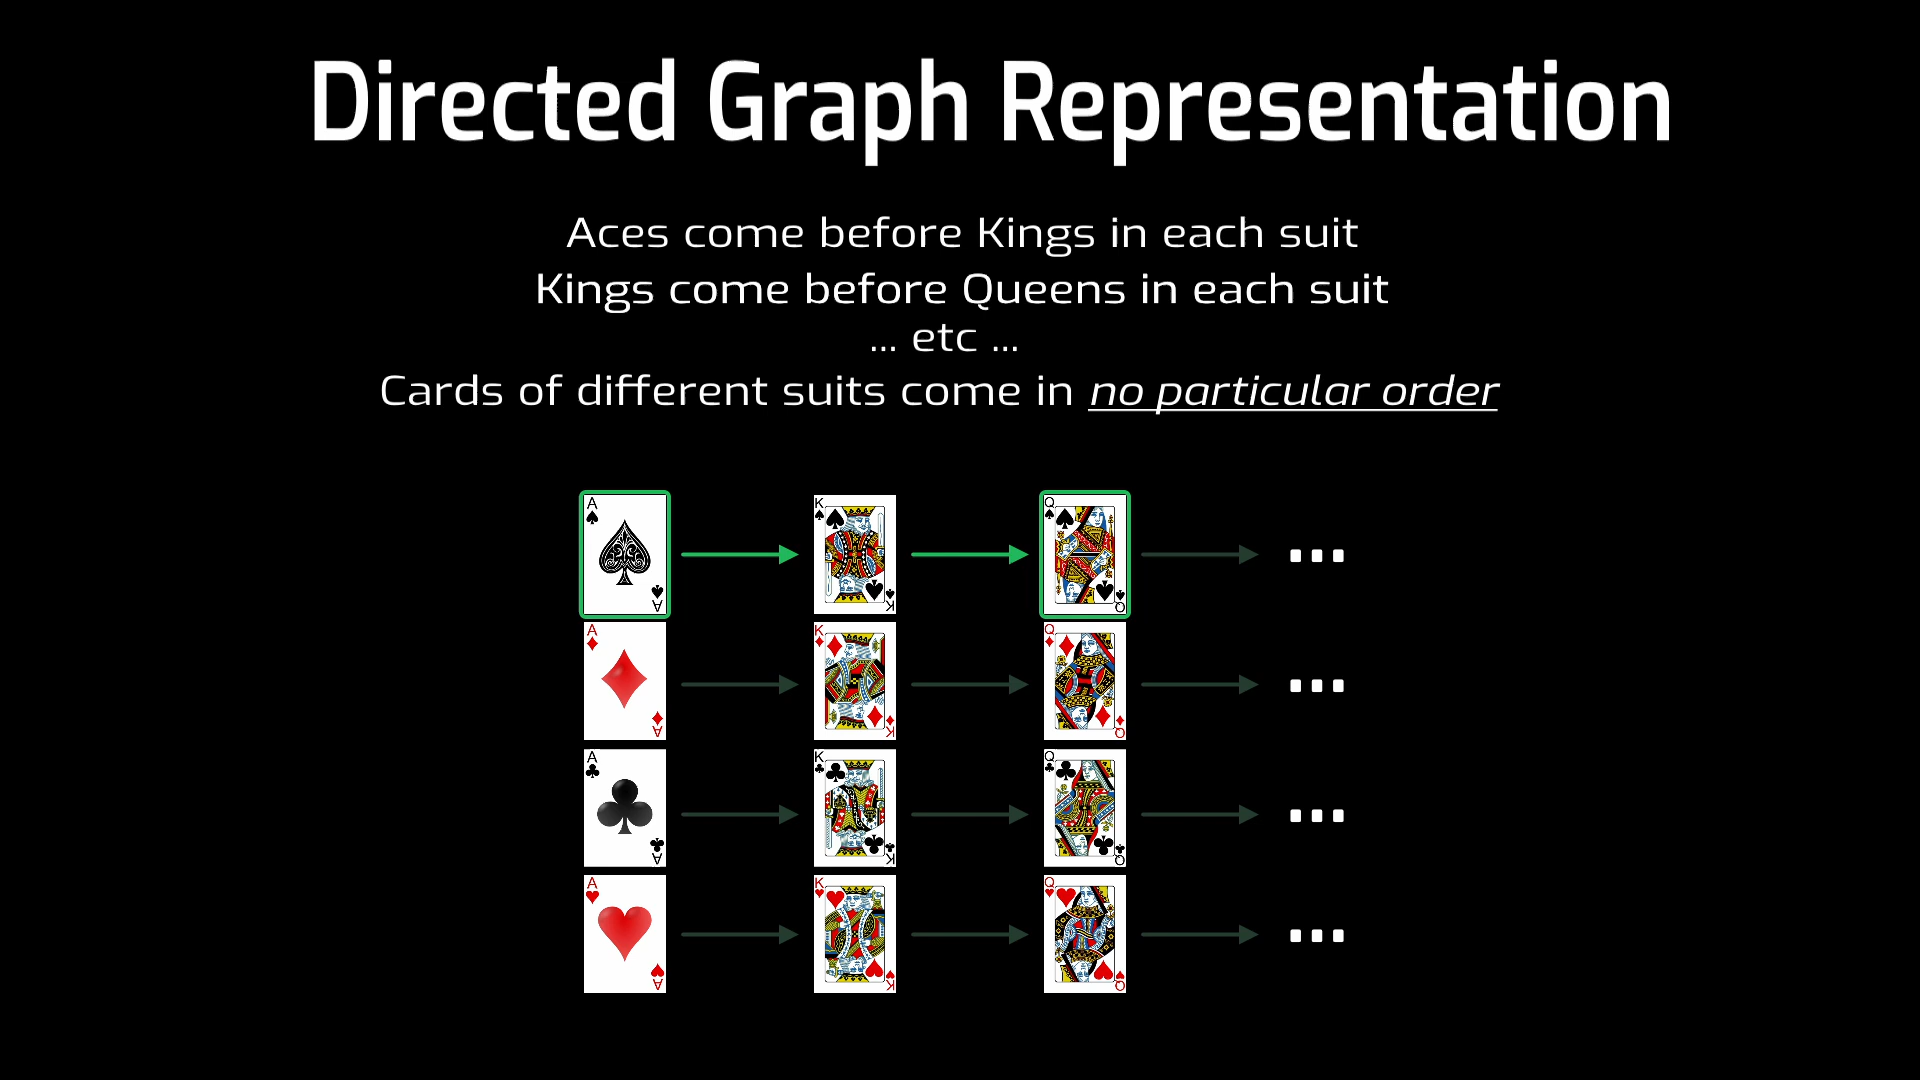 Directed Graph Representation
Aces come before Kings in each suit
Kings come before Queens in each suit
... etc ...
Cards of different suits come in no particular order
A A K K Q Q ...
A A K K Q Q ...
A A K K Q Q ...
A A K K Q Q ...